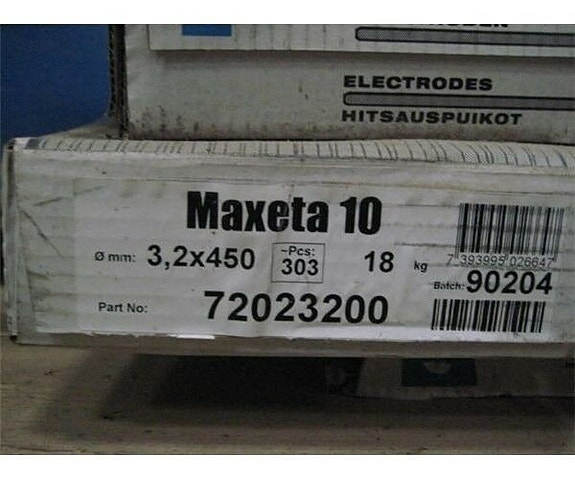 ELECTRODES
HITSAUSPUIKOT
Maxeta 10
ø mm: 3,2x450 ~Pcs: 303 18 kg
7 393995 026647
Batch: 90204
Part No: 72023200